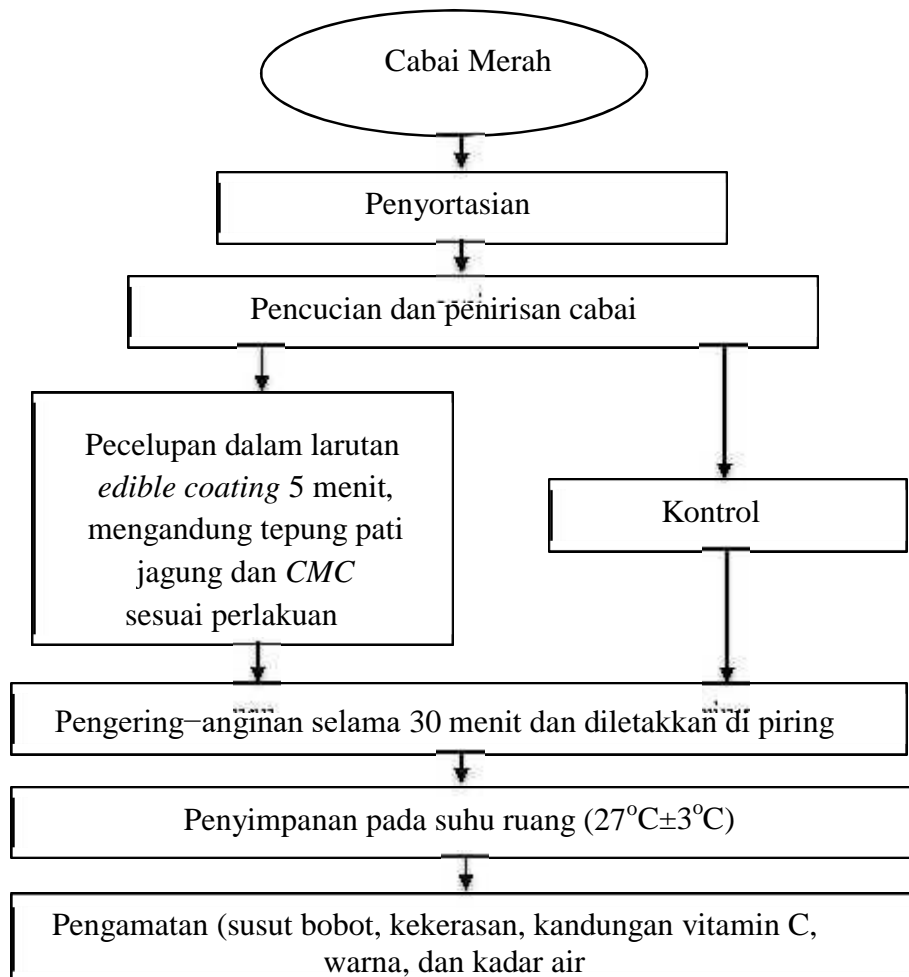 Cabai Merah
Penyortasian
Pencucian dan penirisan cabai
Pecelupan dalam larutan
edible coating 5 menit,
mengandung tepung pati
jagung dan CMC
sesuai perlakuan
Kontrol
Pengering−anginan selama 30 menit dan diletakkan di piring
Penyimpanan pada suhu ruang (27°C±3°C)
Pengamatan (susut bobot, kekerasan, kandungan vitamin C,
warna, dan kadar air